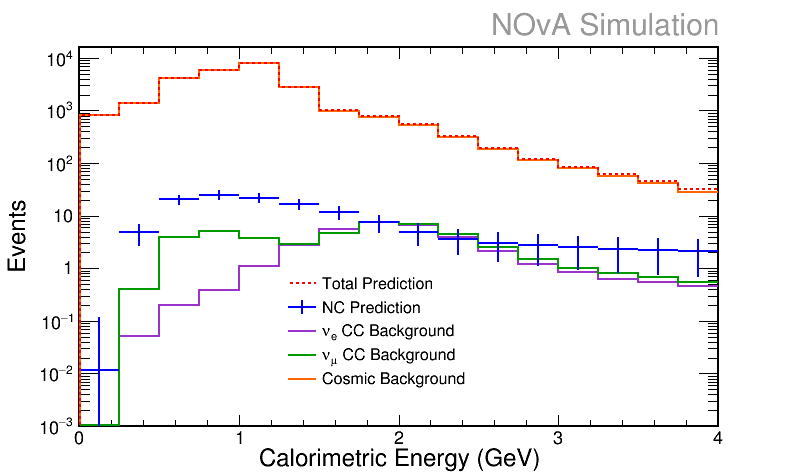 NOvA Simulation
Events
10⁴
10³
10²
10
1
10⁻¹
10⁻²
10⁻³
Total Prediction
NC Prediction
νₑ CC Background
ν_μ CC Background
Cosmic Background
0 1 2 3 4
Calorimetric Energy (GeV)